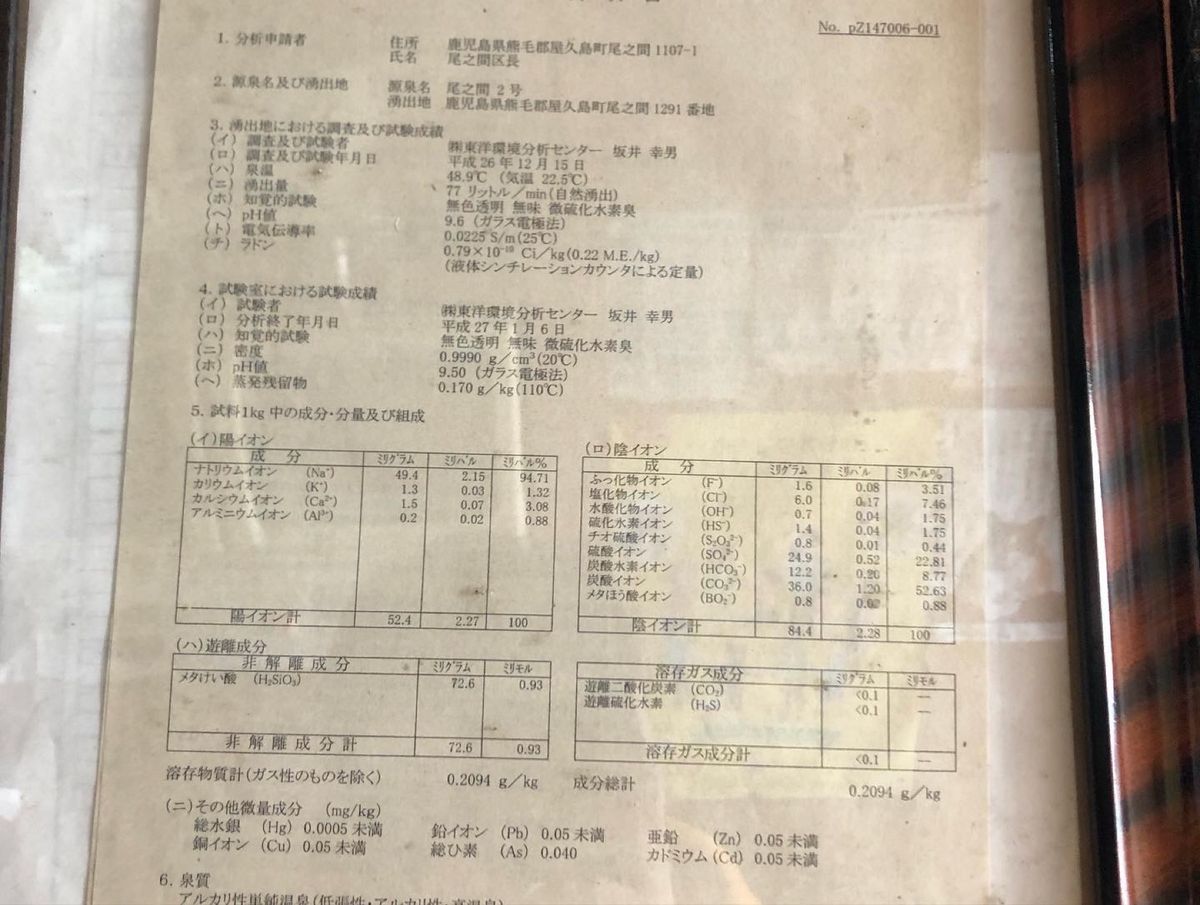 No. pZ147006-001
1. 分析申請者 住所 鹿児島県熊毛郡屋久島町尾之間1107-1
氏名 尾之間区長
2. 源泉名及び湧出地 源泉名 尾之間 2号
湧出地 鹿児島県熊毛郡屋久島町尾之間1291番地
3. 湧出地における調査及び試験成績
(イ) 調査及び試験者 ㈱東洋環境分析センター 坂井 幸男
(ロ) 調査及び試験年月日 平成26年12月15日
(ハ) 泉温 48.9℃ (気温 22.5℃)
(ニ) 湧出量 77 リットル/min(自然湧出)
(ホ) 知覚的試験 無色透明 無味 微硫化水素臭
(ヘ) pH値 9.6 (ガラス電極法)
(ト) 電気伝導率 0.0225 S/m(25℃)
(チ) ラドン 0.79×10⁻¹⁰ Ci/kg(0.22 M.E./kg)
(液体シンチレーションカウンタによる定量)
4. 試験室における試験成績
(イ) 試験者 ㈱東洋環境分析センター 坂井 幸男
(ロ) 分析終了年月日 平成27年1月6日
(ハ) 知覚的試験 無色透明 無味 微硫化水素臭
(ニ) 密度 0.9990 g/cm³(20℃)
(ホ) pH値 9.50 (ガラス電極法)
(ヘ) 蒸発残留物 0.170 g/kg(110℃)
5. 試料1kg中の成分・分量及び組成
(イ)陽イオン
成分 ミリグラム ミリバル ミリバル%
ナトリウムイオン (Na⁺) 49.4 2.15 94.71
カリウムイオン (K⁺) 1.3 0.03 1.32
カルシウムイオン (Ca²⁺) 1.5 0.07 3.08
アルミニウムイオン (Al³⁺) 0.2 0.02 0.88
陽イオン計 52.4 2.27 100
(ロ)陰イオン
成分 ミリグラム ミリバル ミリバル%
ふっ化物イオン (F⁻) 1.6 0.08 3.51
塩化物イオン (Cl⁻) 6.0 0.17 7.46
水酸化物イオン (OH⁻) 0.7 0.04 1.75
硫化水素イオン (HS⁻) 1.4 0.04 1.75
チオ硫酸イオン (S₂O₃²⁻) 0.8 0.01 0.44
硫酸イオン (SO₄²⁻) 24.9 0.52 22.81
炭酸水素イオン (HCO₃⁻) 12.2 0.20 8.77
炭酸イオン (CO₃²⁻) 36.0 1.20 52.63
メタほう酸イオン (BO₂⁻) 0.8 0.02 0.88
陰イオン計 84.4 2.28 100
(ハ)遊離成分
非解離成分 ミリグラム ミリモル
メタけい酸 (H₂SiO₃) 72.6 0.93
非解離成分計 72.6 0.93
溶存ガス成分 ミリグラム ミリモル
遊離二酸化炭素 (CO₂) <0.1 —
遊離硫化水素 (H₂S) <0.1 —
溶存ガス成分計 <0.1 —
溶存物質計(ガス性のものを除く) 0.2094 g/kg 成分総計 0.2094 g/kg
(ニ)その他微量成分 (mg/kg)
総水銀 (Hg) 0.0005 未満 鉛イオン (Pb) 0.05 未満 亜鉛 (Zn) 0.05 未満
銅イオン (Cu) 0.05 未満 総ひ素 (As) 0.040 カドミウム (Cd) 0.05 未満
6. 泉質
アルカリ性単純温泉(低張性・アルカリ性・高温泉)